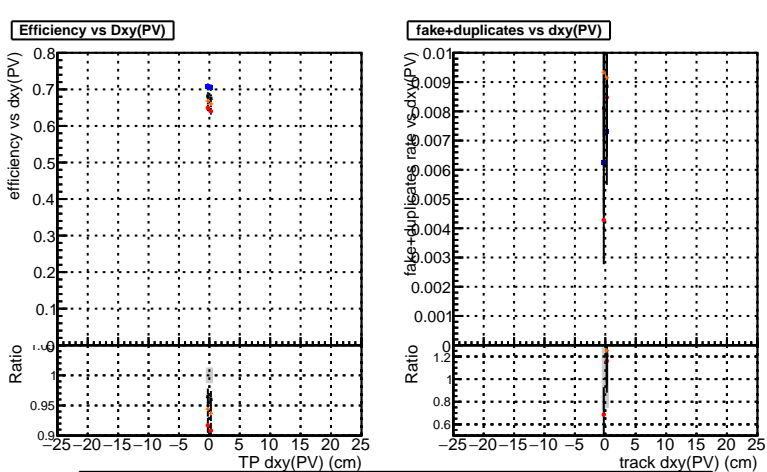 Efficiency vs Dxy(PV)
efficiency vs dxy(PV)
0.8
0.7
0.6
0.5
0.4
0.3
0.2
0.1
0
Ratio
1
0.95
0.9
−25 −20 −15 −10 −5 0 5 10 15 20 25
TP dxy(PV) (cm)
fake+duplicates vs dxy(PV)
fake+duplicates rate vs dxy(PV)
0.01
0.009
0.008
0.007
0.006
0.005
0.004
0.003
0.002
0.001
0
Ratio
1.2
1
0.8
0.6
−25 −20 −15 −10 −5 0 5 10 15 20 25
track dxy(PV) (cm)